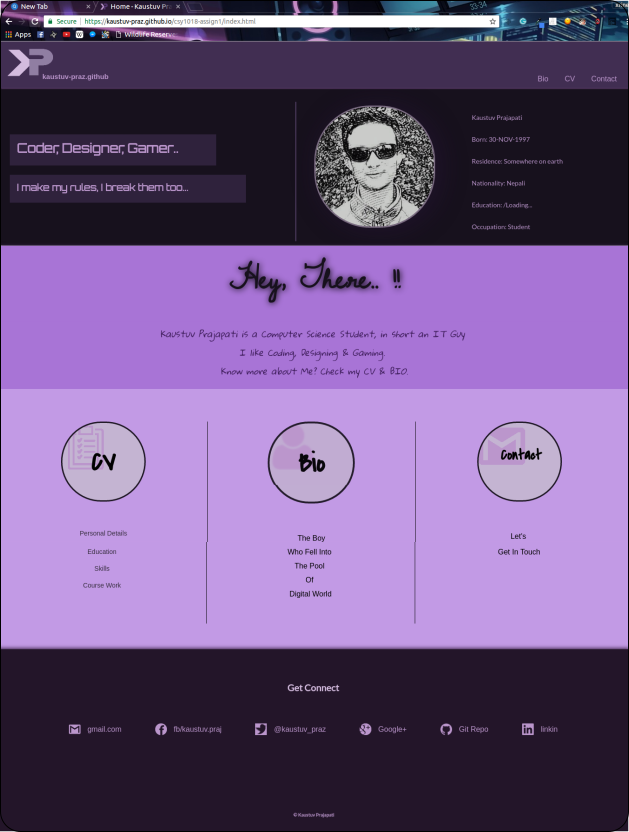 New Tab
Home - Kaustuv Pr
Secure | https://kaustuv-praz.github.io/csy1018-assign1/index.html
Apps
Wildlife Reserve
KP
kaustuv-praz.github
Bio CV Contact
Coder, Designer, Gamer..
I make my rules, I break them too...
Kaustuv Prajapati
Born: 30-NOV-1997
Residence: Somewhere on earth
Nationality: Nepali
Education: /Loading...
Occupation: Student
Hey, There.. !!
Kaustuv Prajapati is a Computer Science Student, in short an IT Guy
I like Coding, Designing & Gaming.
Know more about Me? Check my CV & BIO.
CV
Personal Details
Education
Skills
Course Work
Bio
The Boy
Who Fell Into
The Pool
Of
Digital World
Contact
Let's
Get In Touch
Get Connect
gmail.com fb/kaustuv.praj @kaustuv_praz Google+ Git Repo linkin
© Kaustuv Prajapati